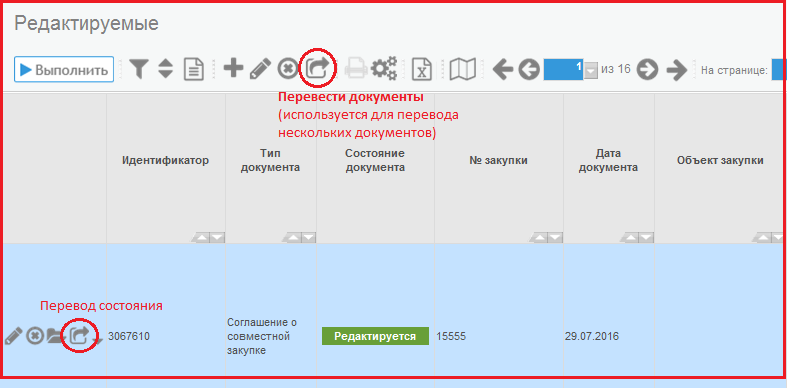 Редактируемые
Выполнить
1 из 16
На странице:
Перевести документы
(используется для перевода
нескольких документов)
Идентификатор
Тип
документа
Состояние
документа
№ закупки
Дата
документа
Объект закупки
Перевод состояния
3067610
Соглашение о
совместной
закупке
Редактируется
15555
29.07.2016